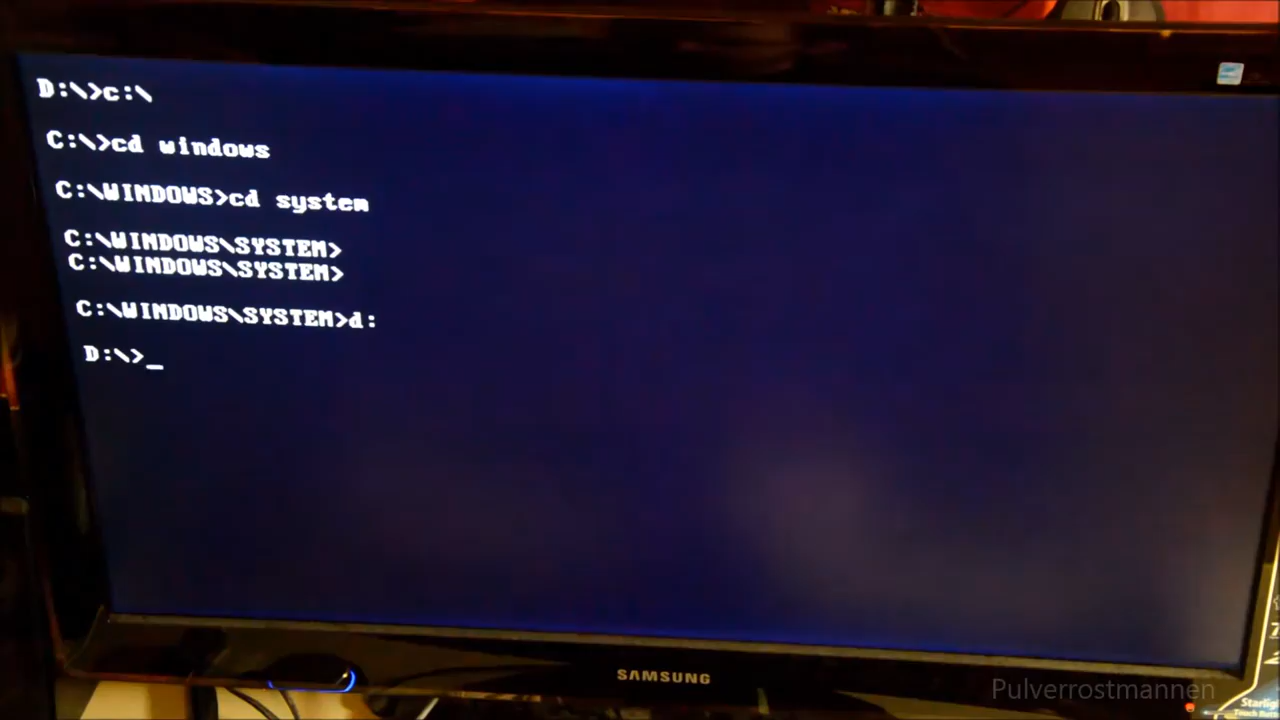 D:\>c:\
C:\>cd windows
C:\WINDOWS>cd system
C:\WINDOWS\SYSTEM>
C:\WINDOWS\SYSTEM>
C:\WINDOWS\SYSTEM>d:
D:\>_
SAMSUNG
Pulverrostmannen